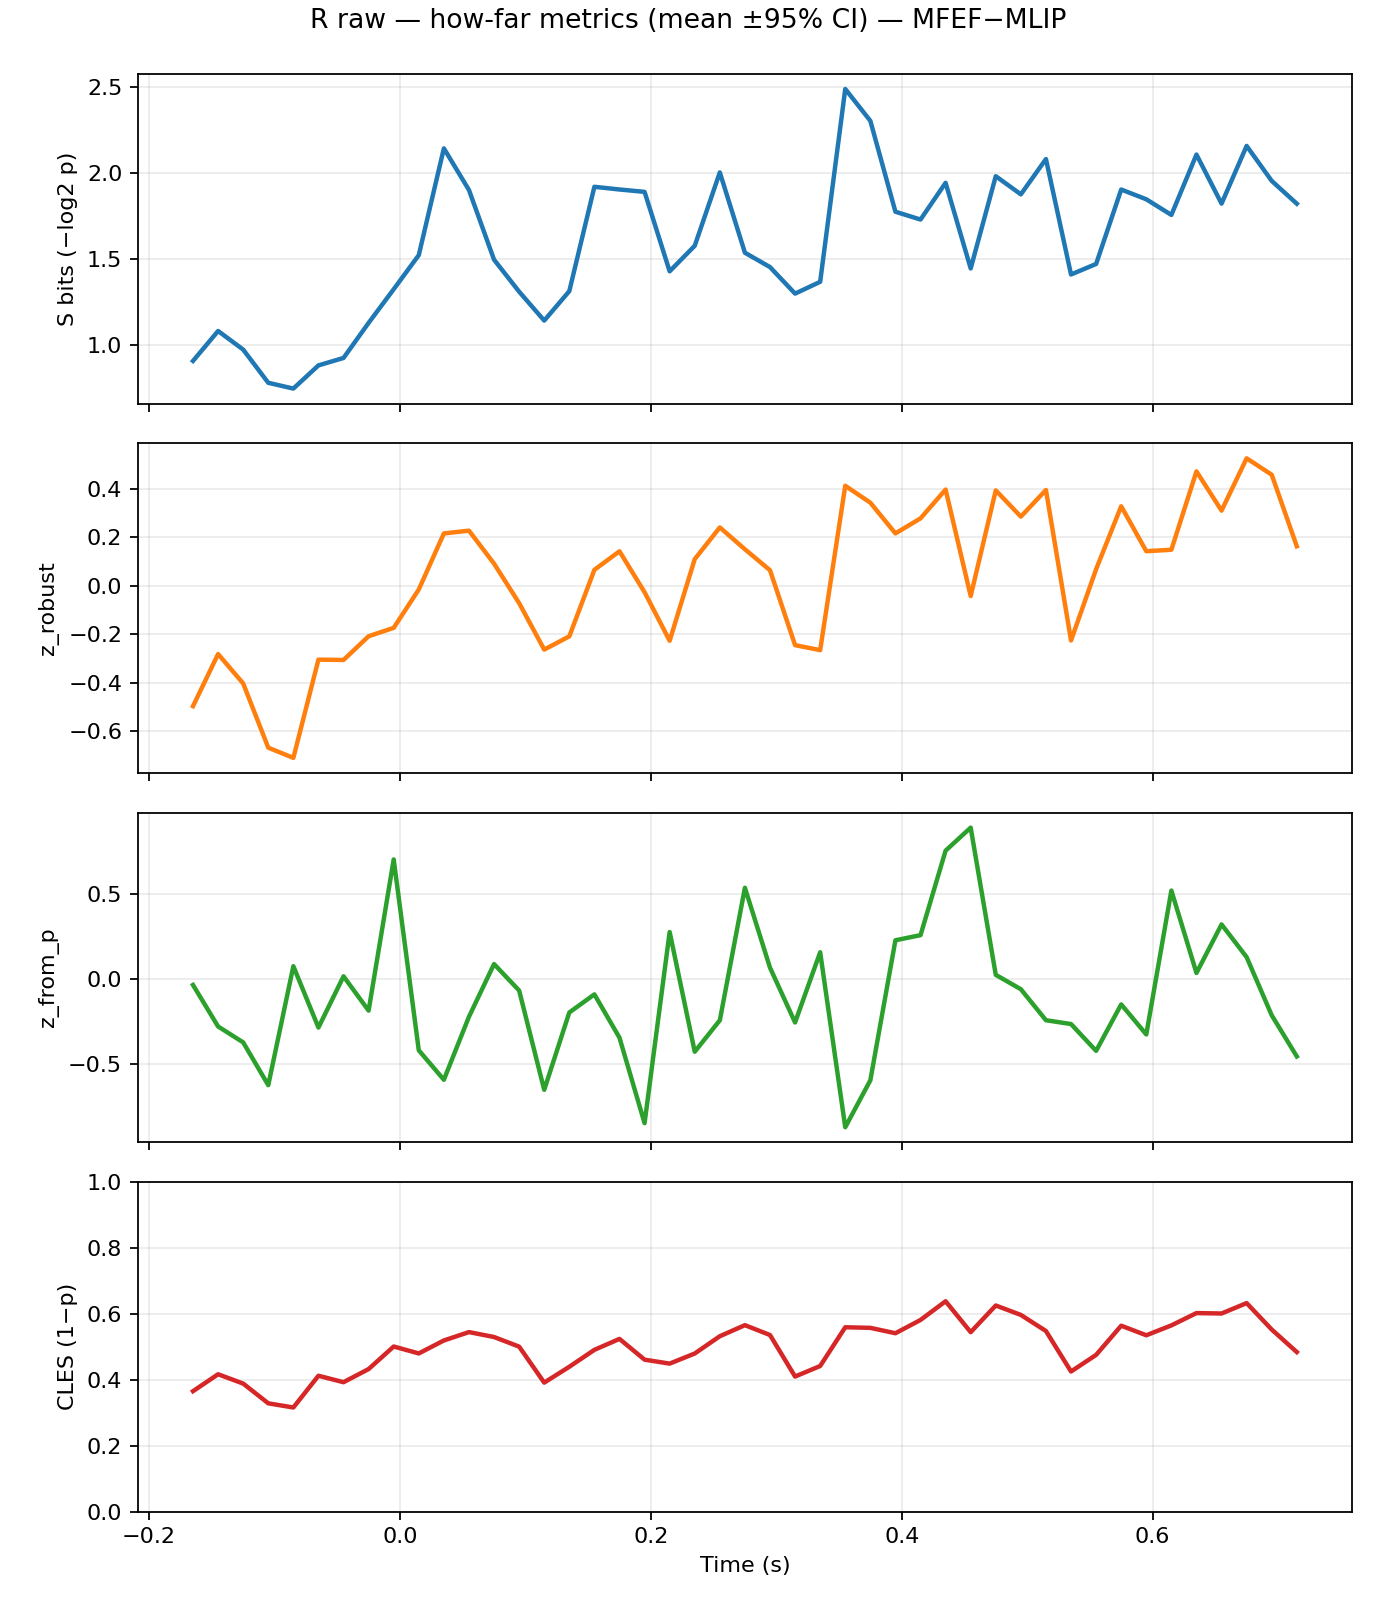 R raw — how-far metrics (mean ±95% CI) — MFEF−MLIP
S bits (−log2 p)
2.5
2.0
1.5
1.0
z_robust
0.4
0.2
0.0
−0.2
−0.4
−0.6
z_from_p
0.5
0.0
−0.5
CLES (1−p)
1.0
0.8
0.6
0.4
0.2
0.0
−0.2 0.0 0.2 0.4 0.6
Time (s)